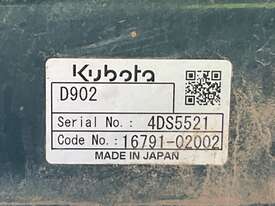 Kubota
D902
Serial No.: 4DS5521
Code No.: 16791-02002
MADE IN JAPAN